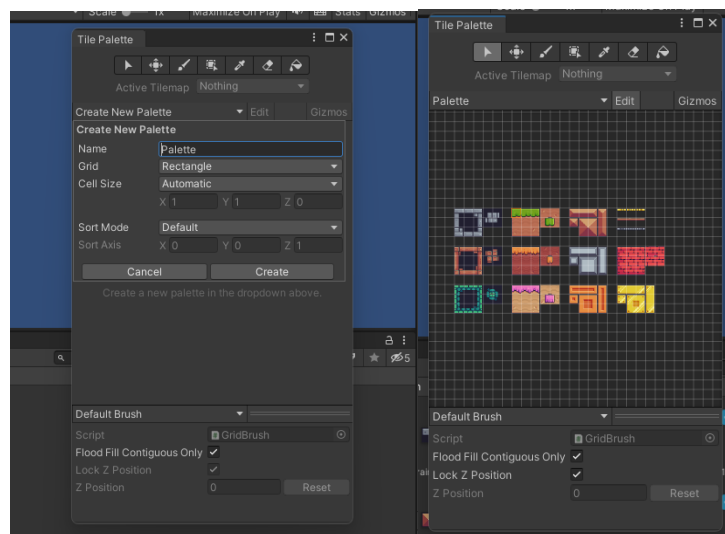 Scale 1x Maximize On Play Stats Gizmos
Tile Palette
Active Tilemap Nothing
Create New Palette Edit Gizmos
Create New Palette
Name Palette
Grid Rectangle
Cell Size Automatic
X 1 Y 1 Z 0
Sort Mode Default
Sort Axis X 0 Y 0 Z 1
Cancel Create
Create a new palette in the dropdown above.
5
Default Brush
Script GridBrush
Flood Fill Contiguous Only
Lock Z Position
Z Position 0 Reset
Tile Palette
Active Tilemap Nothing
Palette Edit Gizmos
Default Brush
Script GridBrush
Flood Fill Contiguous Only
Lock Z Position
Z Position 0 Reset